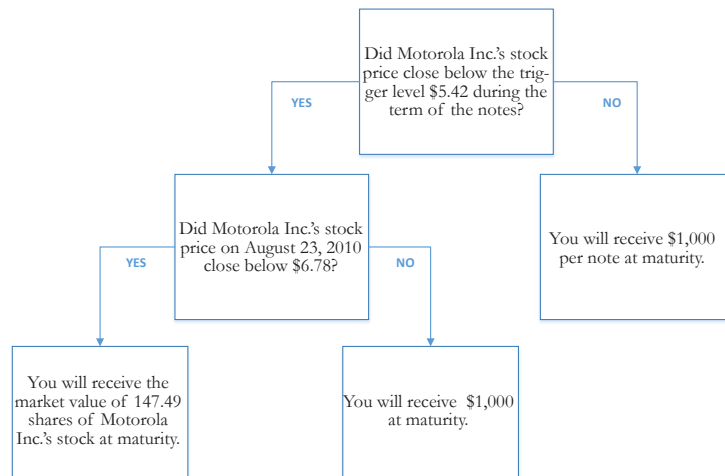 Did Motorola Inc.'s stock
price close below the trig-
ger level $5.42 during the
term of the notes?
YES
NO
Did Motorola Inc.'s stock
price on August 23, 2010
close below $6.78?
You will receive $1,000
per note at maturity.
YES
NO
You will receive the
market value of 147.49
shares of Motorola
Inc.'s stock at maturity.
You will receive $1,000
at maturity.